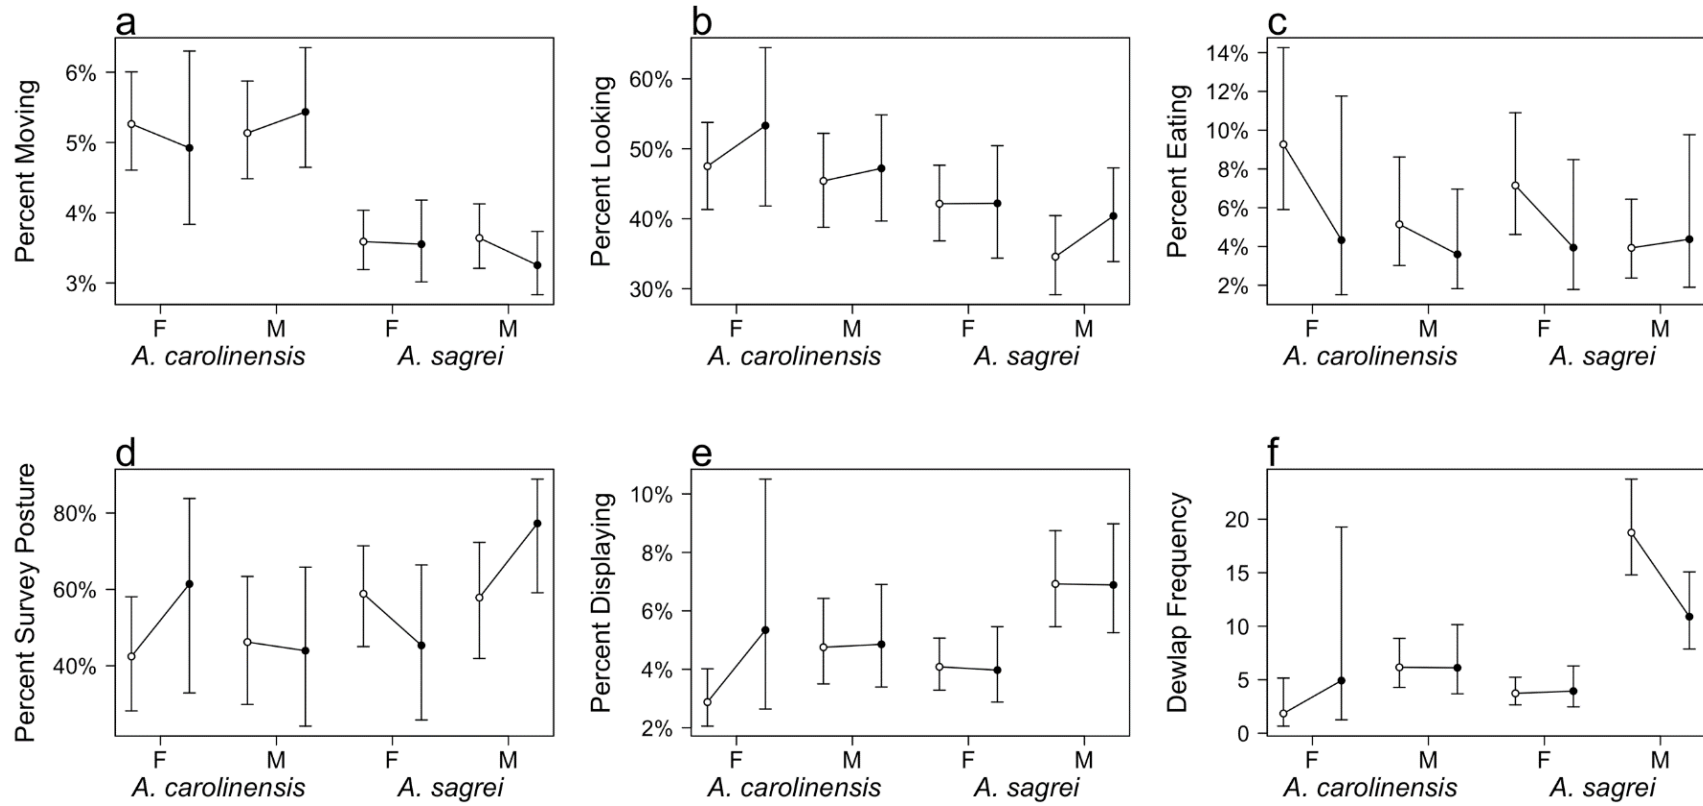 a
6%
5%
4%
3%
Percent Moving
F M F M
A. carolinensis A. sagrei
b
60%
50%
40%
30%
Percent Looking
F M F M
A. carolinensis A. sagrei
c
14%
12%
10%
8%
6%
4%
2%
Percent Eating
F M F M
A. carolinensis A. sagrei
d
80%
60%
40%
Percent Survey Posture
F M F M
A. carolinensis A. sagrei
e
10%
8%
6%
4%
2%
Percent Displaying
F M F M
A. carolinensis A. sagrei
f
20
15
10
5
0
Dewlap Frequency
F M F M
A. carolinensis A. sagrei